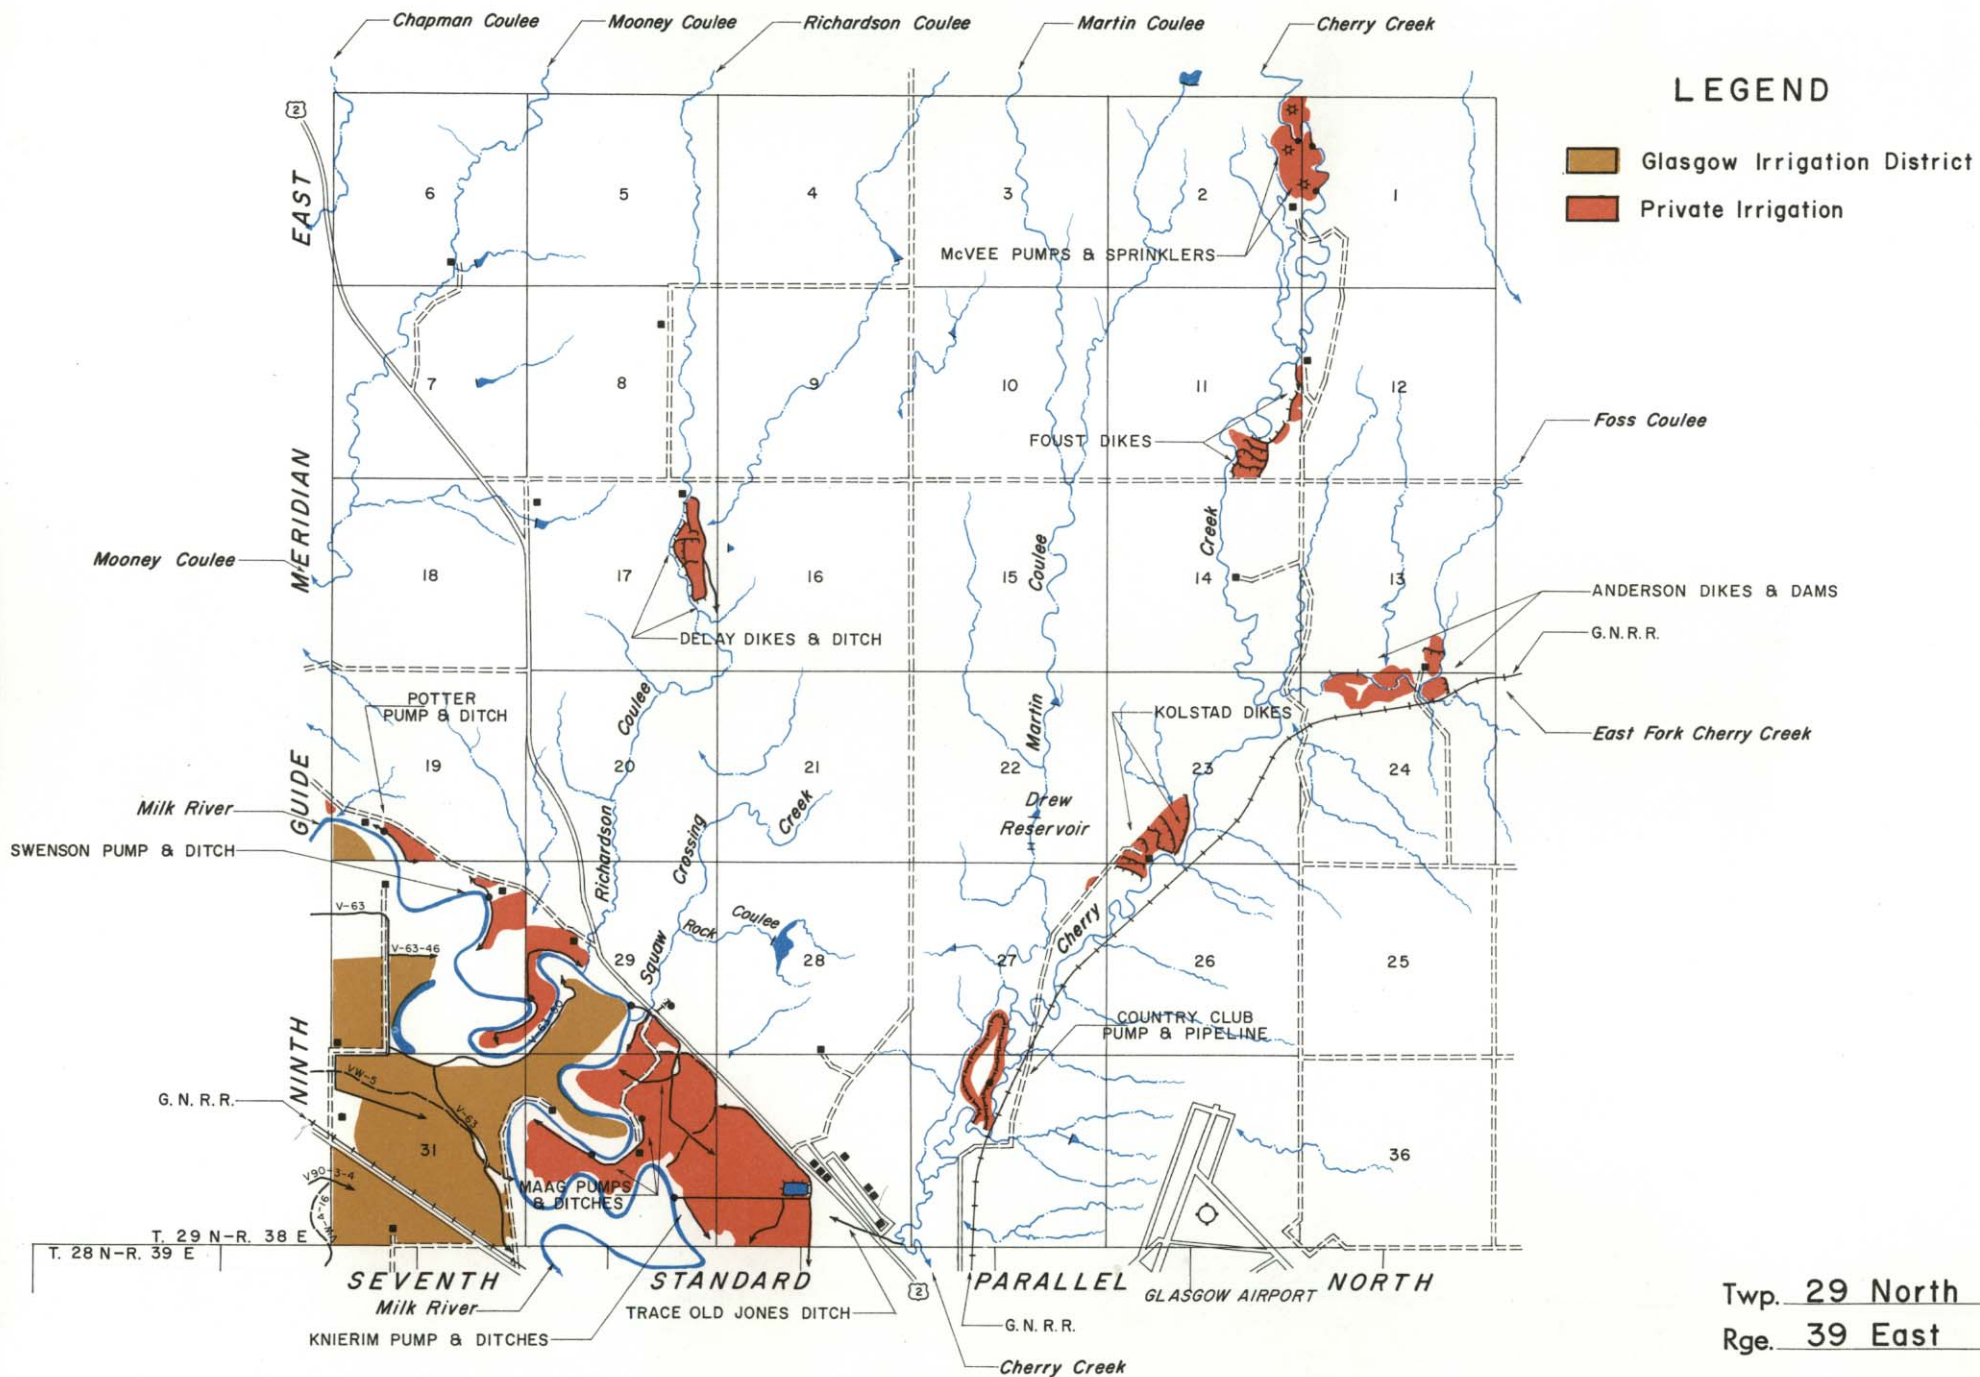 Chapman Coulee
Mooney Coulee
Richardson Coulee
Martin Coulee
Cherry Creek
LEGEND
Glasgow Irrigation District
Private Irrigation
2
EAST
6
5
4
3
2
1
McVEE PUMPS & SPRINKLERS
7
8
9
10
11
12
FOUST DIKES
Foss Coulee
MERIDIAN
Mooney Coulee
18
17
16
15
Coulee
14
Creek
13
ANDERSON DIKES & DAMS
G.N.R.R.
DELAY DIKES & DITCH
POTTER
PUMP & DITCH
Coulee
Martin
KOLSTAD DIKES
East Fork Cherry Creek
19
20
21
22
23
24
GUIDE
Milk River
Richardson
Crossing
Creek
Drew
Reservoir
SWENSON PUMP & DITCH
V-63
V-63-46
Squaw
Rock
Coulee
Cherry
29
28
27
26
25
V-63-50
COUNTRY CLUB
PUMP & PIPELINE
NINTH
G. N. R. R.
VW-5
V-63
31
36
V90-3-4
VW-4-16
MAAG PUMPS
& DITCHES
T. 29 N-R. 38 E
T. 28 N-R. 39 E
SEVENTH STANDARD PARALLEL NORTH
GLASGOW AIRPORT
Milk River
TRACE OLD JONES DITCH
2
G. N. R. R.
KNIERIM PUMP & DITCHES
Cherry Creek
Twp. 29 North
Rge. 39 East